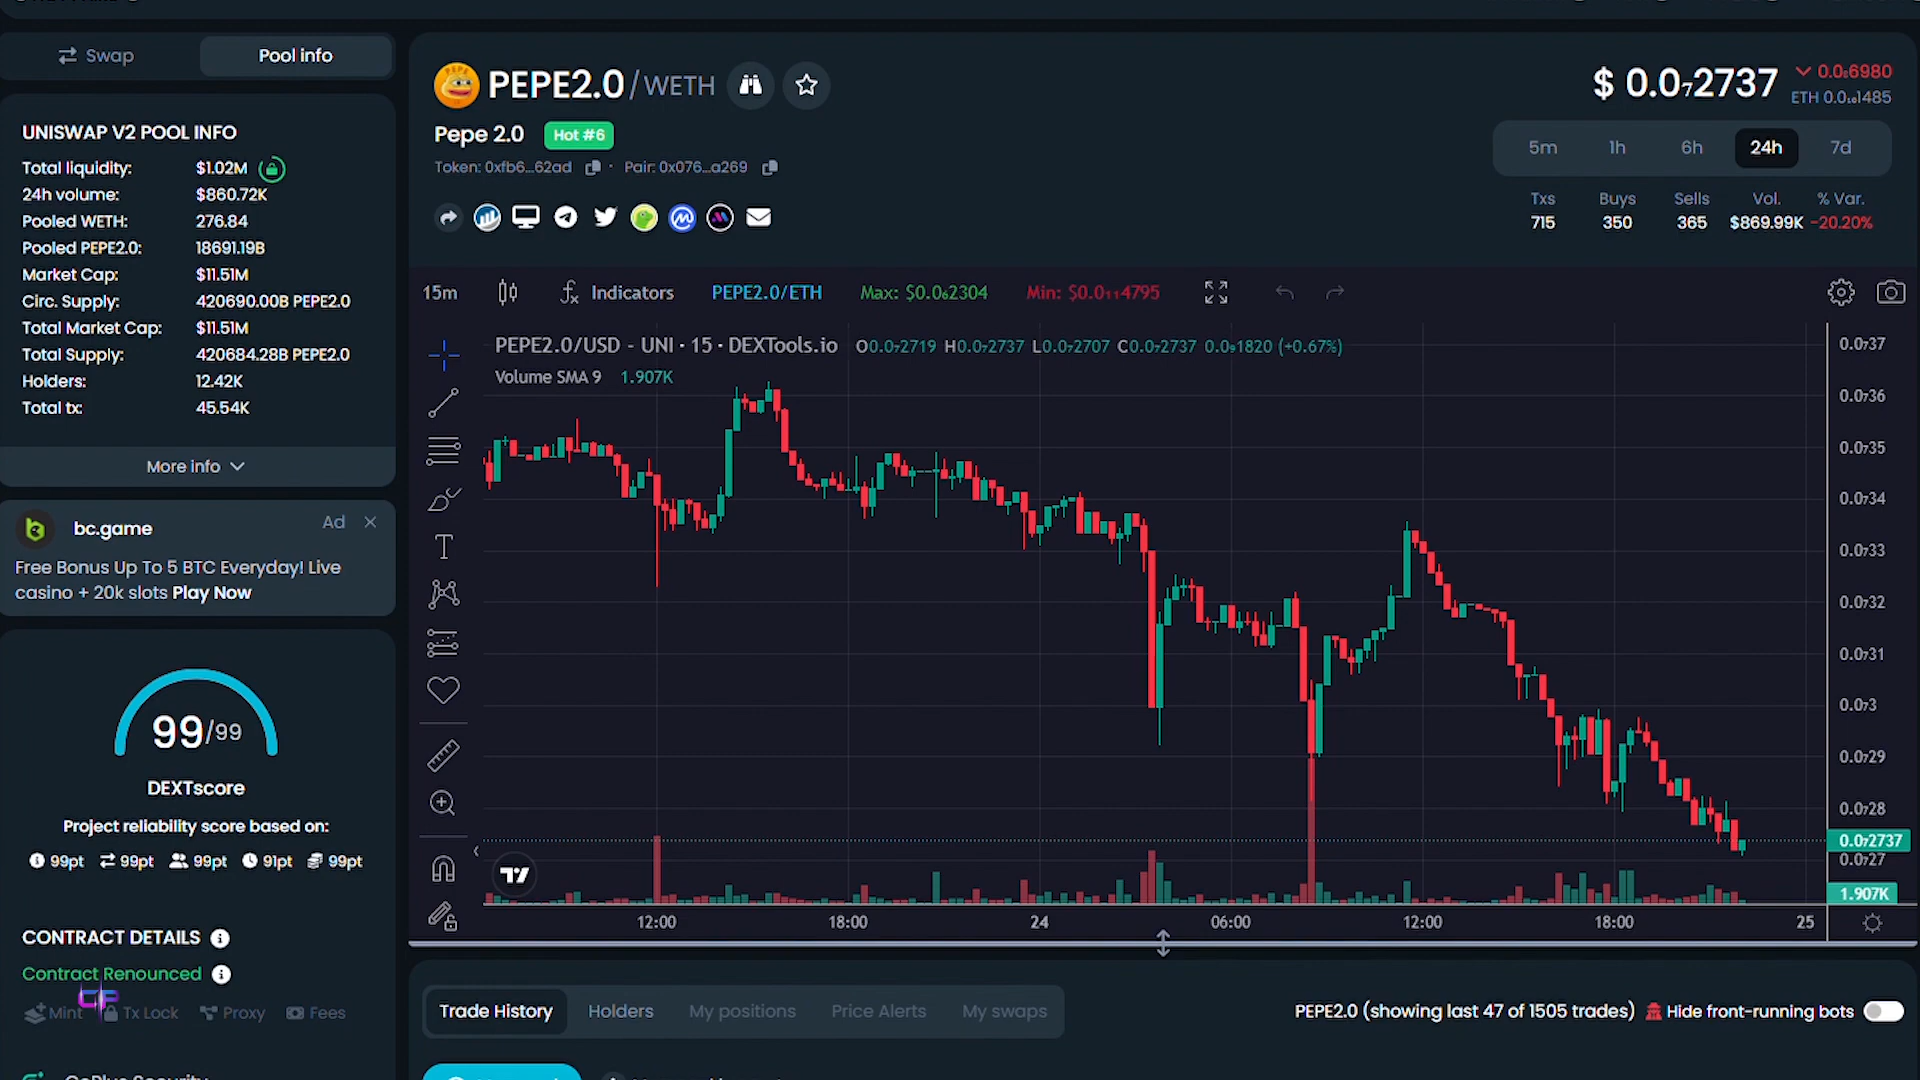 Swap
Pool info
UNISWAP V2 POOL INFO
Total liquidity: $1.02M
24h volume: $860.72K
Pooled WETH: 276.84
Pooled PEPE2.0: 18691.19B
Market Cap: $11.51M
Circ. Supply: 420690.00B PEPE2.0
Total Market Cap: $11.51M
Total Supply: 420684.28B PEPE2.0
Holders: 12.42K
Total tx: 45.54K
More info
bc.game
Ad
Free Bonus Up To 5 BTC Everyday! Live
casino + 20k slots Play Now
99/99
DEXTscore
Project reliability score based on:
99pt 99pt 99pt 91pt 99pt
CONTRACT DETAILS
Contract Renounced
Mint Tx Lock Proxy Fees
PEPE2.0/WETH
Pepe 2.0 Hot #6
Token: 0xfb6...62ad · Pair: 0x076...a269
$ 0.0₇2737
0.0₈6980
ETH 0.0₁₀1485
5m 1h 6h 24h 7d
Txs Buys Sells Vol. % Var.
715 350 365 $869.99K -20.20%
15m Indicators PEPE2.0/ETH Max: $0.0₆2304 Min: $0.0₁₁4795
PEPE2.0/USD - UNI · 15 · DEXTools.io O0.0₇2719 H0.0₇2737 L0.0₇2707 C0.0₇2737 0.0₉1820 (+0.67%)
Volume SMA 9 1.907K
0.0₇37
0.0₇36
0.0₇35
0.0₇34
0.0₇33
0.0₇32
0.0₇31
0.0₇3
0.0₇29
0.0₇28
0.0₇2737
0.0₇27
1.907K
12:00 18:00 24 06:00 12:00 18:00 25
Trade History Holders My positions Price Alerts My swaps
PEPE2.0 (showing last 47 of 1505 trades) Hide front-running bots